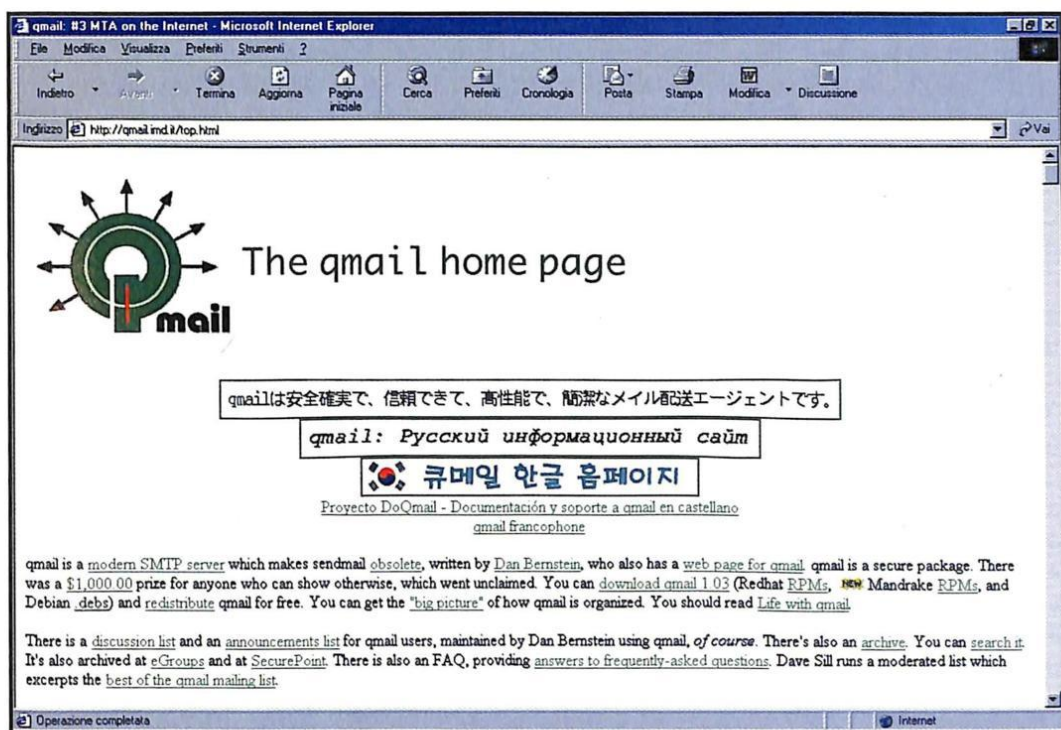 qmail: #3 MTA on the Internet - Microsoft Internet Explorer
File Modifica Visualizza Preferiti Strumenti ?
Indietro Avanti Termina Aggiorna Pagina iniziale Cerca Preferiti Cronologia Posta Stampa Modifica Discussione
Indirizzo http://qmail.imd.it/top.html Vai
Qmail
The qmail home page
qmailは安全確実で、信頼できて、高性能で、簡潔なメイル配送エージェントです。
qmail: Русский информационный сайт
큐메일 한글 홈페이지
Proyecto DoQmail - Documentación y soporte a qmail en castellano
qmail francophone
qmail is a modern SMTP server which makes sendmail obsolete, written by Dan Bernstein, who also has a web page for qmail. qmail is a secure package. There
was a $1,000.00 prize for anyone who can show otherwise, which went unclaimed. You can download qmail 1.03 (Redhat RPMs, NEW Mandrake RPMs, and
Debian .debs) and redistribute qmail for free. You can get the "big picture" of how qmail is organized. You should read Life with qmail.
There is a discussion list and an announcements list for qmail users, maintained by Dan Bernstein using qmail, of course. There's also an archive. You can search it.
It's also archived at eGroups and at SecurePoint. There is also an FAQ, providing answers to frequently-asked questions. Dave Sill runs a moderated list which
excerpts the best of the qmail mailing list.
Operazione completata Internet